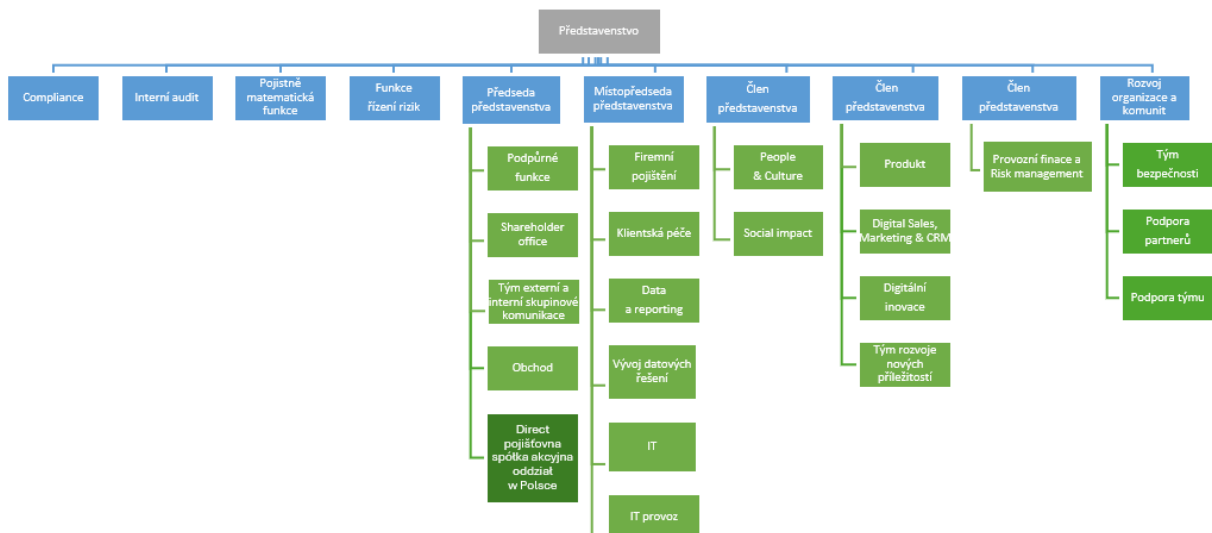 Představenstvo
Compliance
Interní audit
Pojistně
matematická
funkce
Funkce
řízení rizik
Předseda
představenstva
Místopředseda
představenstva
Člen
představenstva
Člen
představenstva
Člen
představenstva
Rozvoj
organizace a
komunit
Podpůrné
funkce
Shareholder
office
Tým externí a
interní skupinové
komunikace
Obchod
Direct
pojišťovna
spółka akcyjna
oddział
w Polsce
Firemní
pojištění
Klientská péče
Data
a reporting
Vývoj datových
řešení
IT
IT provoz
People
& Culture
Social impact
Produkt
Digital Sales,
Marketing & CRM
Digitální
inovace
Tým rozvoje
nových
příležitostí
Provozní finace a
Risk management
Tým
bezpečnosti
Podpora
partnerů
Podpora týmu